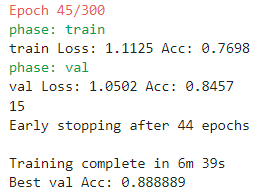 Epoch 45/300
phase: train
train Loss: 1.1125 Acc: 0.7698
phase: val
val Loss: 1.0502 Acc: 0.8457
15
Early stopping after 44 epochs
Training complete in 6m 39s
Best val Acc: 0.888889